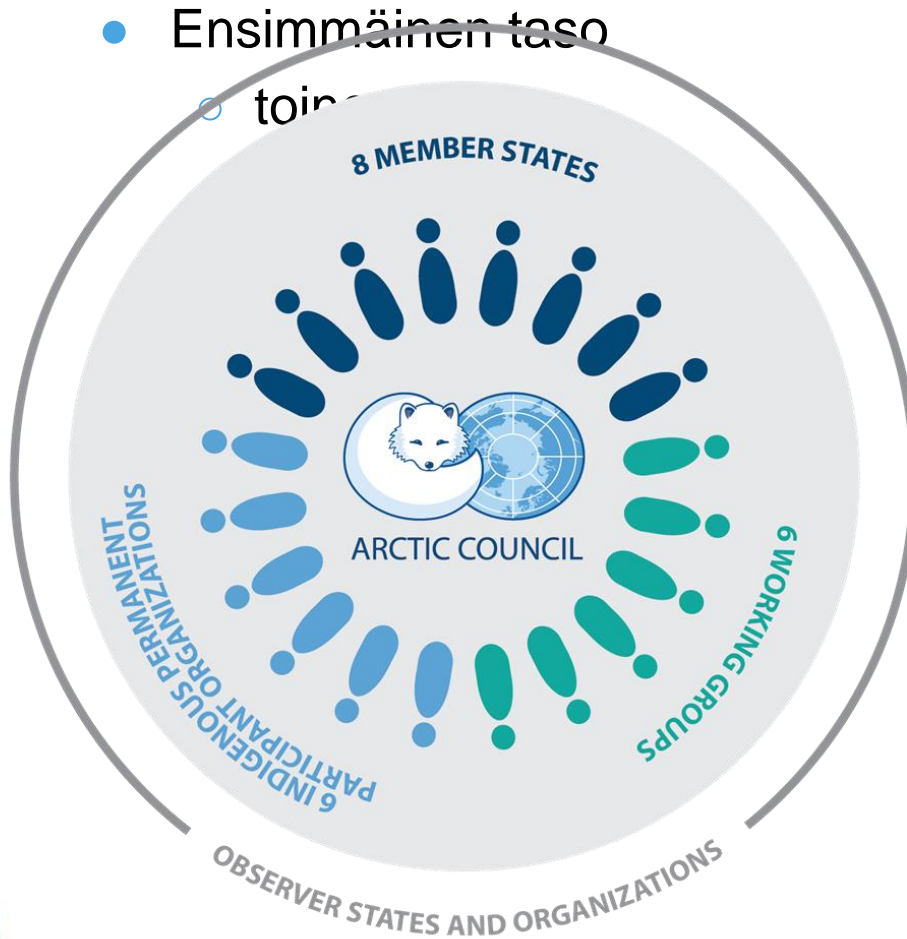 Ensimmäinen taso
8 MEMBER STATES
ARCTIC COUNCIL
6 WORKING GROUPS
6 INDIGENOUS PERMANENT
PARTICIPANT ORGANIZATIONS
OBSERVER STATES AND ORGANIZATIONS